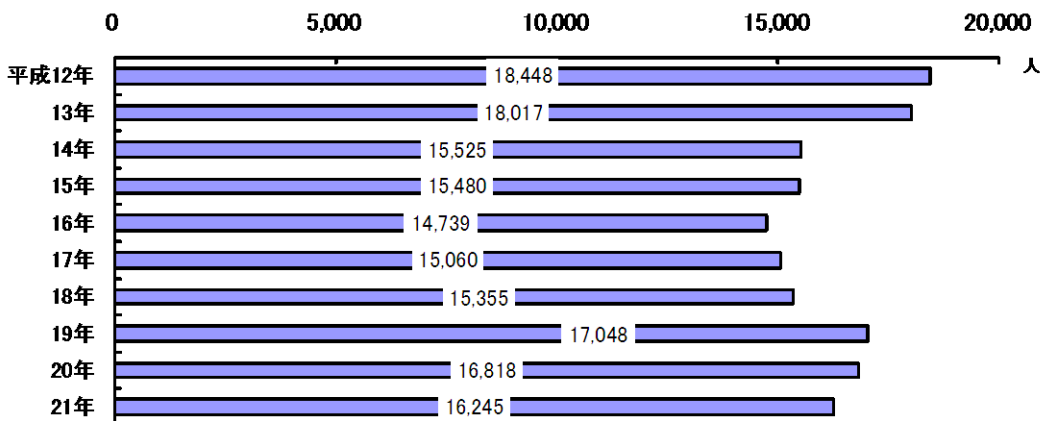 0 5,000 10,000 15,000 20,000
人
平成12年 18,448
13年 18,017
14年 15,525
15年 15,480
16年 14,739
17年 15,060
18年 15,355
19年 17,048
20年 16,818
21年 16,245